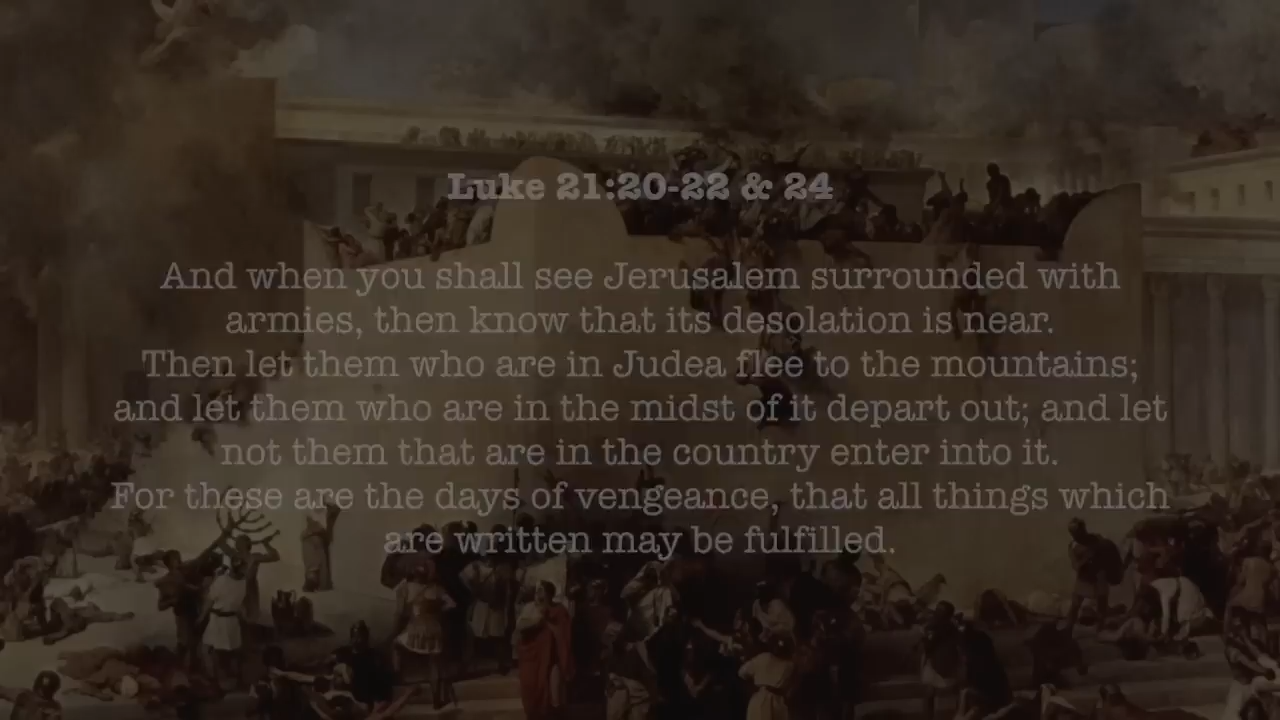 Luke 21:20-22 & 24
And when you shall see Jerusalem surrounded with
armies, then know that its desolation is near.
Then let them who are in Judea flee to the mountains;
and let them who are in the midst of it depart out; and let
not them that are in the country enter into it.
For these are the days of vengeance, that all things which
are written may be fulfilled.